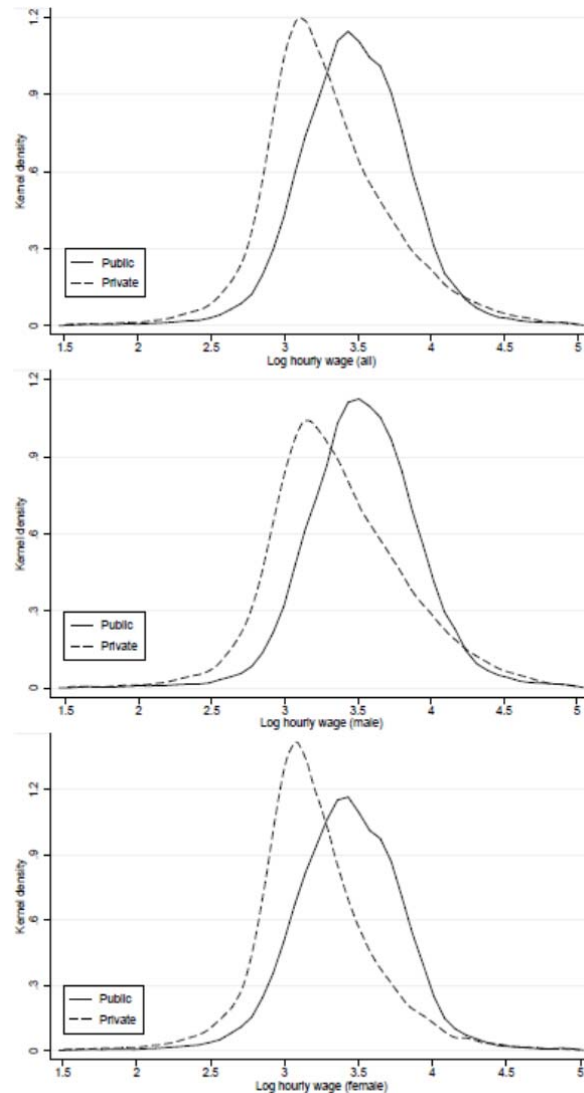 Kernel density
1.2
.9
.6
.3
0
Public
Private
1.5 2 2.5 3 3.5 4 4.5 5
Log hourly wage (all)
Kernel density
1.2
.9
.6
.3
0
Public
Private
1.5 2 2.5 3 3.5 4 4.5 5
Log hourly wage (male)
Kernel density
1.2
.9
.6
.3
0
Public
Private
1.5 2 2.5 3 3.5 4 4.5 5
Log hourly wage (female)